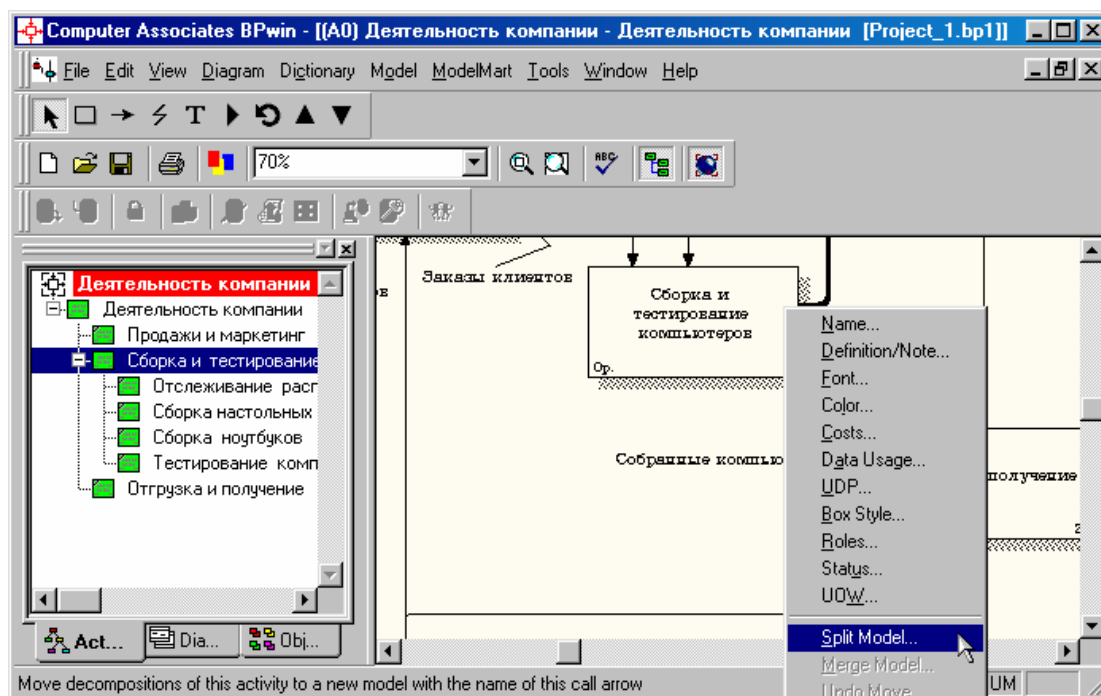 Computer Associates BPwin - [(A0) Деятельность компании - Деятельность компании [Project_1.bp1]]
File Edit View Diagram Dictionary Model ModelMart Tools Window Help
T
70%
ABC
Деятельность компании
Деятельность компании
Продажи и маркетинг
Сборка и тестирование
Отслеживание расп
Сборка настольных
Сборка ноутбуков
Тестирование комп
Отгрузка и получение
Act... Dia... Obj...
Заказы клиентов
в
Сборка и
тестирование
компьютеров
0р.
Собранные компью
получение
2
Name...
Definition/Note...
Font...
Color...
Costs...
Data Usage...
UDP...
Box Style...
Roles...
Status...
UOW...
Split Model...
Merge Model...
Undo Move
Move decompositions of this activity to a new model with the name of this call arrow
UM